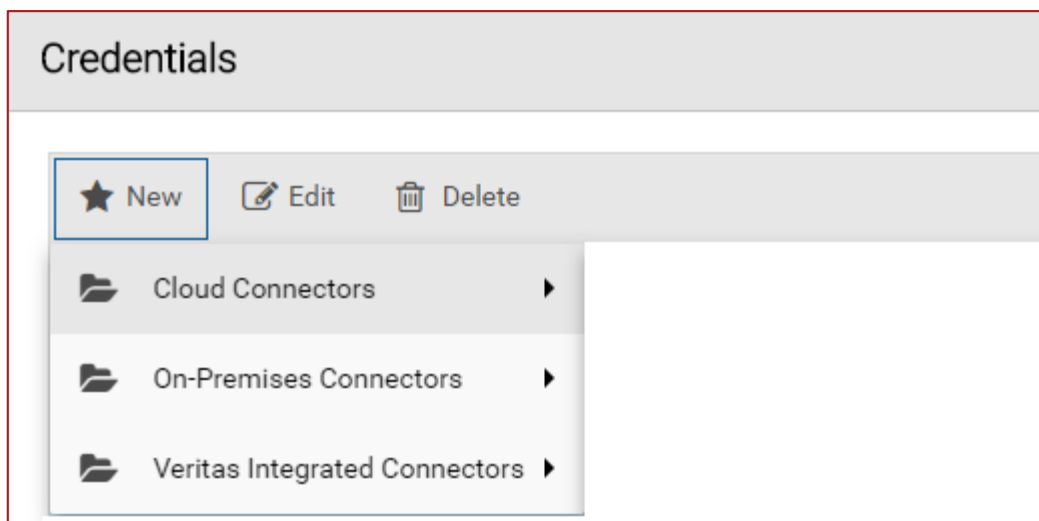 Credentials
New Edit Delete
Cloud Connectors
On-Premises Connectors
Veritas Integrated Connectors